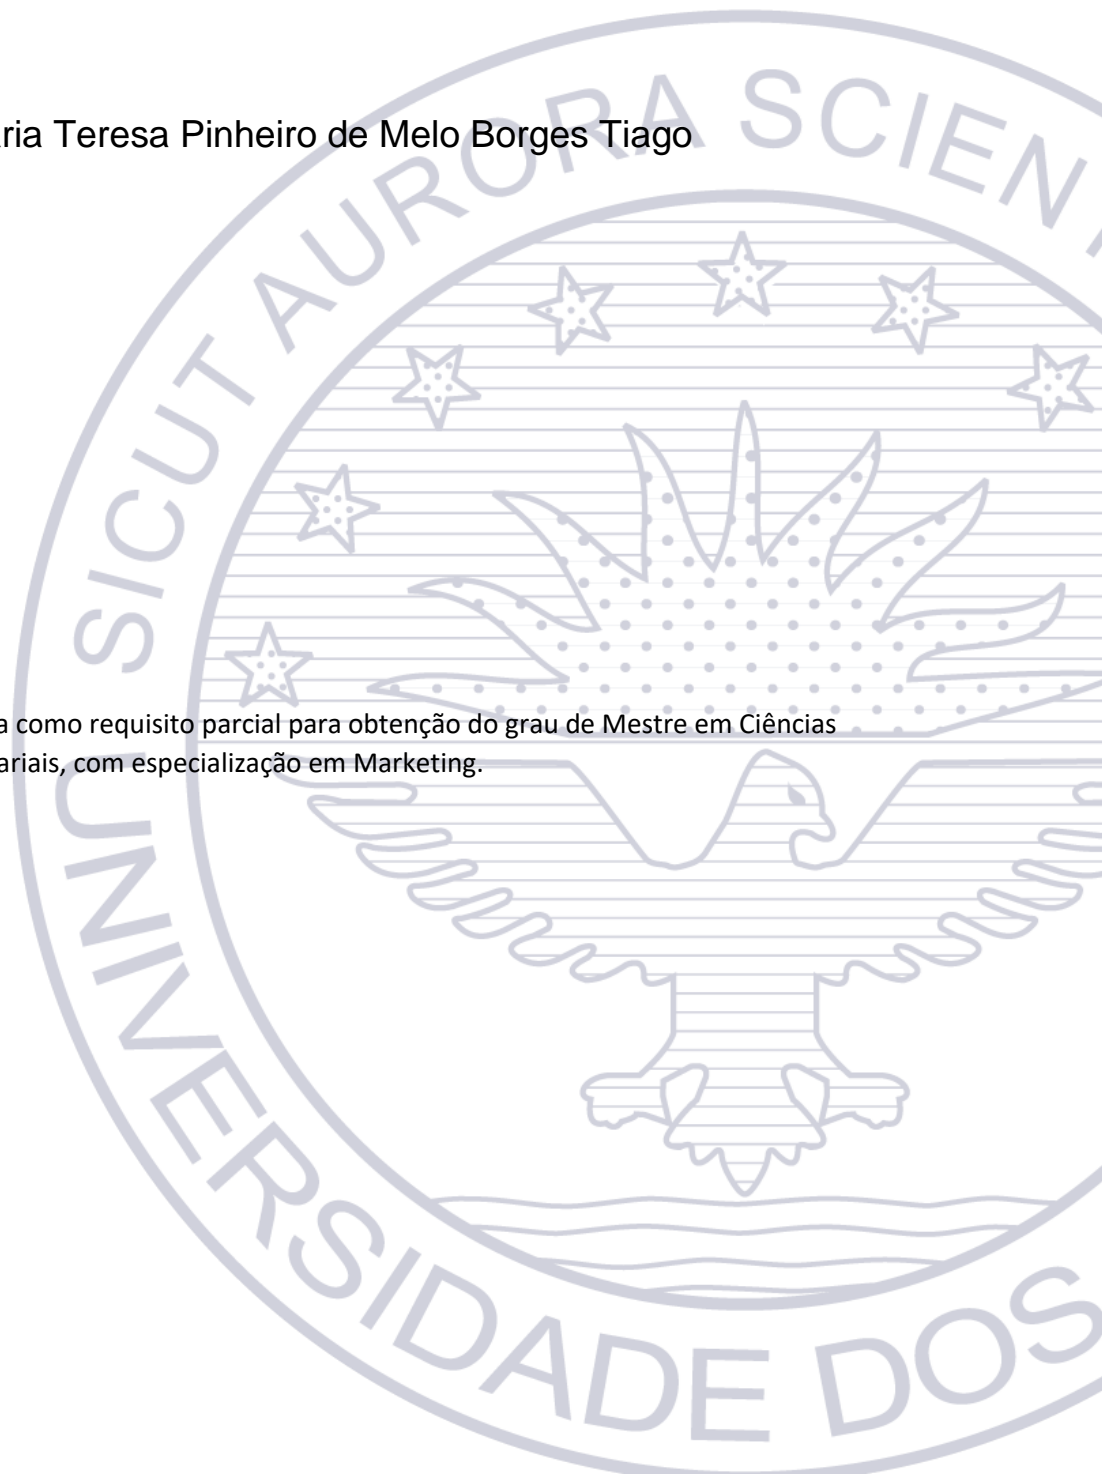 ria Teresa Pinheiro de Melo Borges Tiago
a como requisito parcial para obtenção do grau de Mestre em Ciências
ariais, com especialização em Marketing.
SICUT AURORA SCIEN
UNIVERSIDADE DOS